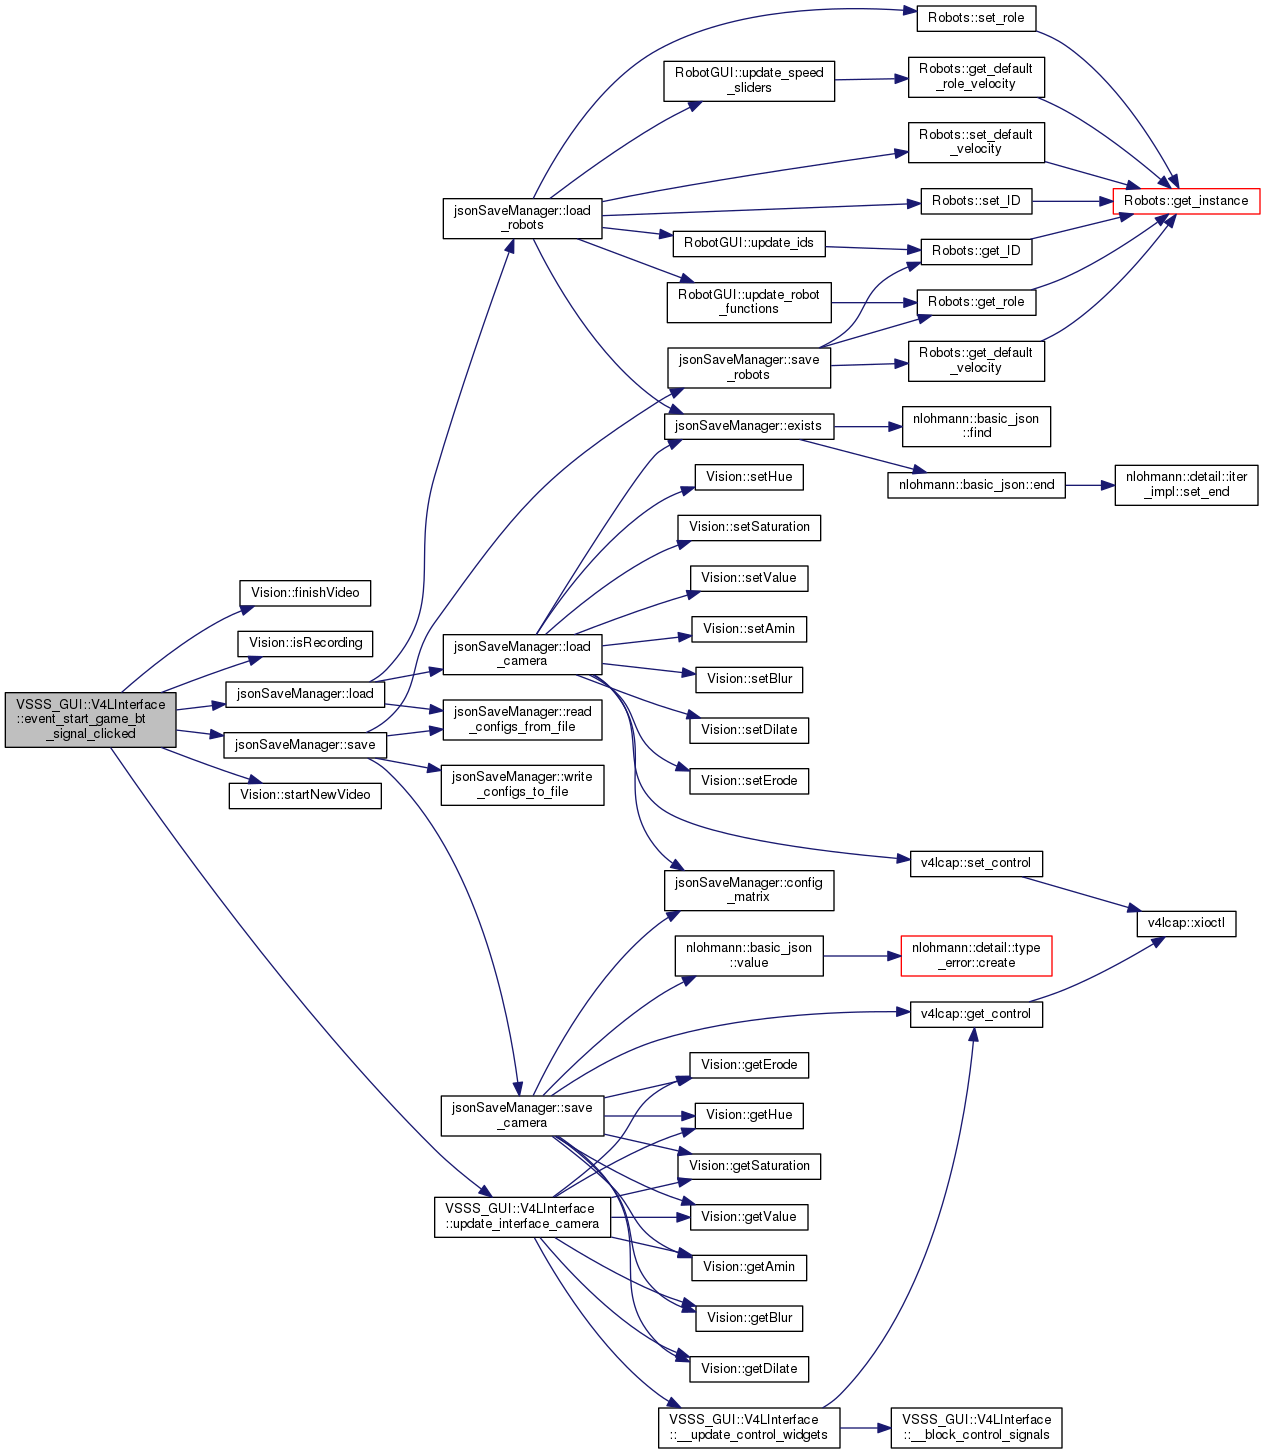 VSSS_GUI::V4LInterface
::event_start_game_bt
_signal_clicked
Vision::finishVideo
Vision::isRecording
jsonSaveManager::load
jsonSaveManager::save
Vision::startNewVideo
jsonSaveManager::load
_robots
jsonSaveManager::load
_camera
jsonSaveManager::read
_configs_from_file
jsonSaveManager::write
_configs_to_file
jsonSaveManager::save
_camera
VSSS_GUI::V4LInterface
::update_interface_camera
RobotGUI::update_speed
_sliders
RobotGUI::update_ids
RobotGUI::update_robot
_functions
jsonSaveManager::save
_robots
jsonSaveManager::exists
Vision::setHue
Vision::setSaturation
Vision::setValue
Vision::setAmin
Vision::setBlur
Vision::setDilate
Vision::setErode
jsonSaveManager::config
_matrix
nlohmann::basic_json
::value
Vision::getErode
Vision::getHue
Vision::getSaturation
Vision::getValue
Vision::getAmin
Vision::getBlur
Vision::getDilate
VSSS_GUI::V4LInterface
::__update_control_widgets
Robots::set_role
Robots::get_default
_role_velocity
Robots::set_default
_velocity
Robots::set_ID
Robots::get_ID
Robots::get_role
Robots::get_default
_velocity
nlohmann::basic_json
::find
nlohmann::basic_json::end
v4lcap::set_control
nlohmann::detail::type
_error::create
v4lcap::get_control
VSSS_GUI::V4LInterface
::__block_control_signals
Robots::get_instance
nlohmann::detail::iter
_impl::set_end
v4lcap::xioctl